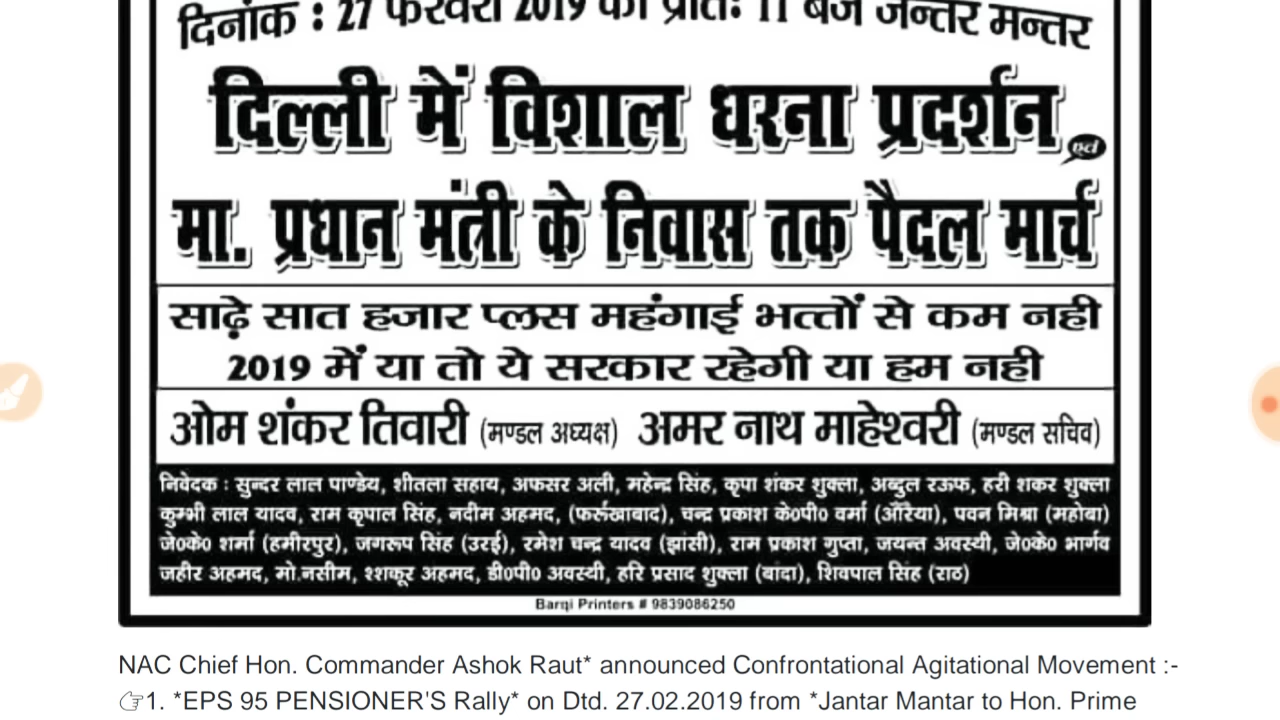 दिनांक : 27 फरवरी 2019 को प्रातः 11 बजे जन्तर मन्तर
दिल्ली में विशाल धरना प्रदर्शन एवं
मा. प्रधान मंत्री के निवास तक पैदल मार्च
साढ़े सात हजार प्लस महंगाई भत्तों से कम नही
2019 में या तो ये सरकार रहेगी या हम नही
ओम शंकर तिवारी (मण्डल अध्यक्ष) अमर नाथ माहेश्वरी (मण्डल सचिव)
निवेदक : सुन्दर लाल पाण्डेय, शीतला सहाय, अफसर अली, महेन्द्र सिंह, कृपा शंकर शुक्ला, अब्दुल रऊफ, हरी शकर शुक्ला
कुम्भी लाल यादव, राम कृपाल सिंह, नदीम अहमद, (फर्रुखाबाद), चन्द्र प्रकाश के०पी० वर्मा (औरैया), पवन मिश्रा (महोबा)
जे०के० शर्मा (हमीरपुर), जगरूप सिंह (उरई), रमेश चन्द्र यादव (झांसी), राम प्रकाश गुप्ता, जयन्त अवस्थी, जे०के० भार्गव
जहीर अहमद, मो.नसीम, श्शकूर अहमद, डी०पी० अवस्थी, हरि प्रसाद शुक्ला (बांदा), शिवपाल सिंह (राठ)
Barqi Printers # 9839086250
NAC Chief Hon. Commander Ashok Raut* announced Confrontational Agitational Movement :-
👉1. *EPS 95 PENSIONER'S Rally* on Dtd. 27.02.2019 from *Jantar Mantar to Hon. Prime